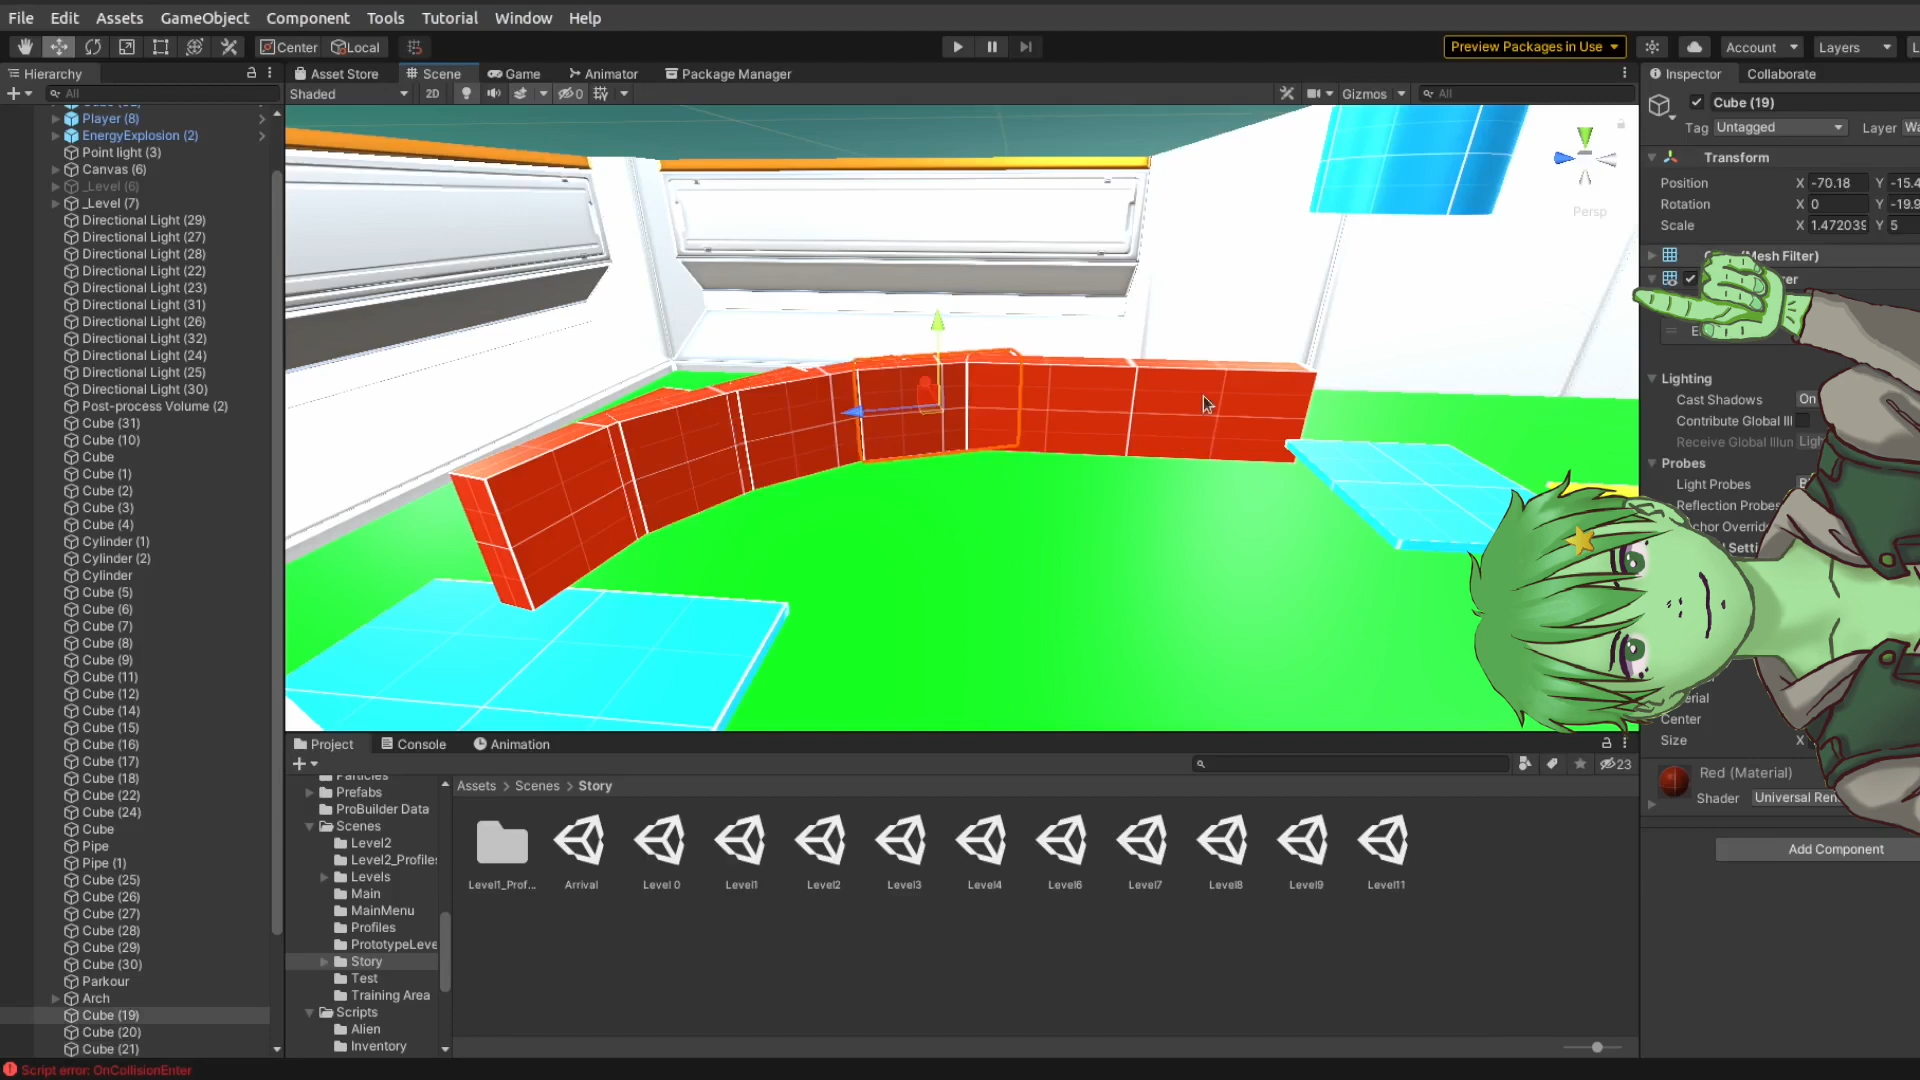 File Edit Assets GameObject Component Tools Tutorial Window Help
Center Local
Preview Packages in Use Account Layers
Hierarchy
All
Player (8)
EnergyExplosion (2)
Point light (3)
Canvas (6)
_Level (6)
_Level (7)
Directional Light (29)
Directional Light (27)
Directional Light (28)
Directional Light (22)
Directional Light (23)
Directional Light (31)
Directional Light (26)
Directional Light (32)
Directional Light (24)
Directional Light (25)
Directional Light (30)
Post-process Volume (2)
Cube (31)
Cube (10)
Cube
Cube (1)
Cube (2)
Cube (3)
Cube (4)
Cylinder (1)
Cylinder (2)
Cylinder
Cube (5)
Cube (6)
Cube (7)
Cube (8)
Cube (9)
Cube (11)
Cube (12)
Cube (14)
Cube (15)
Cube (16)
Cube (17)
Cube (18)
Cube (22)
Cube (24)
Cube
Pipe
Pipe (1)
Cube (25)
Cube (26)
Cube (27)
Cube (28)
Cube (29)
Cube (30)
Parkour
Arch
Cube (19)
Cube (20)
Cube (21)
Script error: OnCollisionEnter
Asset Store Scene Game Animator Package Manager
Shaded 2D 0 Gizmos All
Persp
Project Console Animation
23
Particles
Prefabs
ProBuilder Data
Scenes
Level2
Level2_Profile
Levels
Main
MainMenu
Profiles
PrototypeLeve
Story
Test
Training Area
Scripts
Alien
Inventory
Assets > Scenes > Story
Level1_Prof... Arrival Level 0 Level1 Level2 Level3 Level4 Level6 Level7 Level8 Level9 Level11
Inspector Collaborate
Cube (19)
Tag Untagged Layer
Transform
Position X -70.18 Y -15.4
Rotation X 0 Y -19.9
Scale X 1.472039 Y 5
(Mesh Filter)
Lighting
Cast Shadows On
Contribute Global Ill
Receive Global Illun Ligh
Probes
Light Probes
Reflection Probes
Center
Size X
Red (Material)
Shader Universal Ren
Add Component